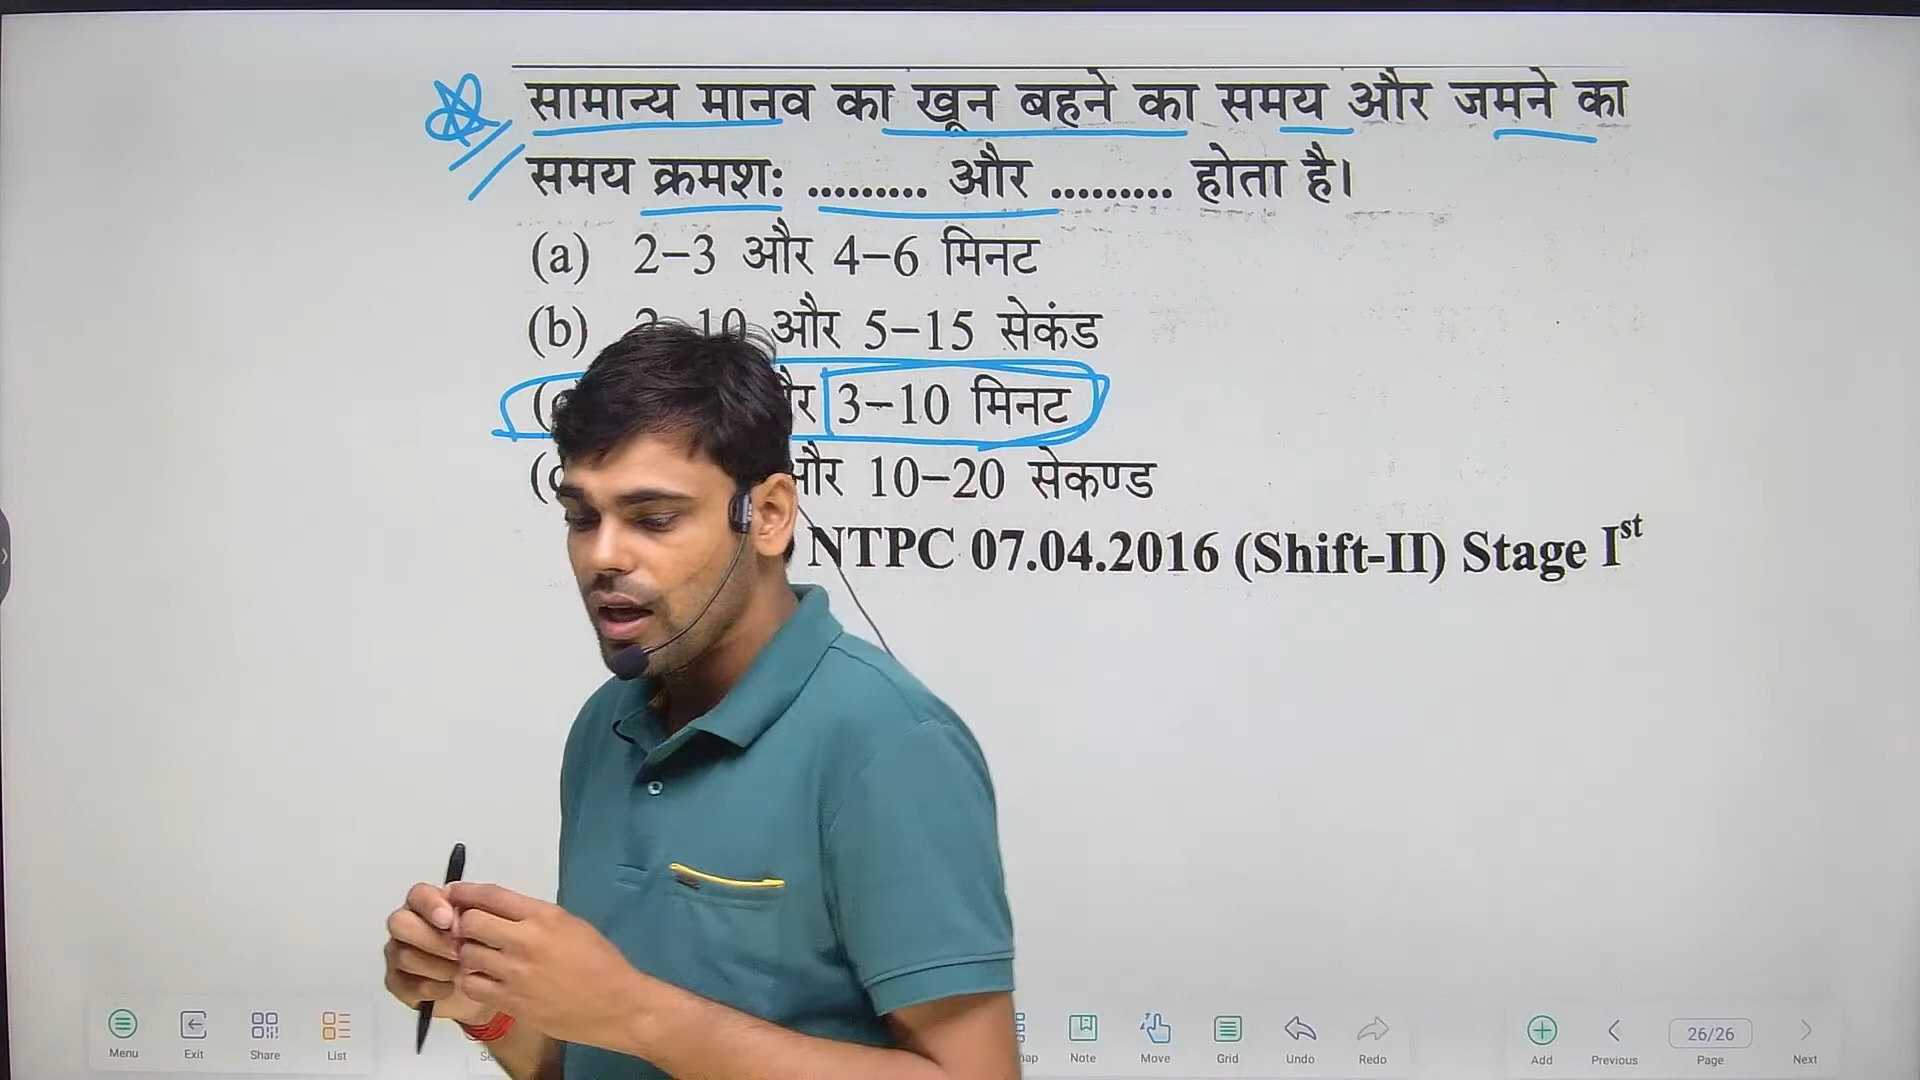 सामान्य मानव का खून बहने का समय और जमने का
समय क्रमश: ......... और ......... होता है।
(a) 2–3 और 4–6 मिनट
(b) और 5–15 सेकंड
3–10 मिनट
और 10–20 सेकण्ड
NTPC 07.04.2016 (Shift-II) Stage Ist
Menu Exit Share List Note Move Grid Undo Redo Add Previous 26/26 Page Next